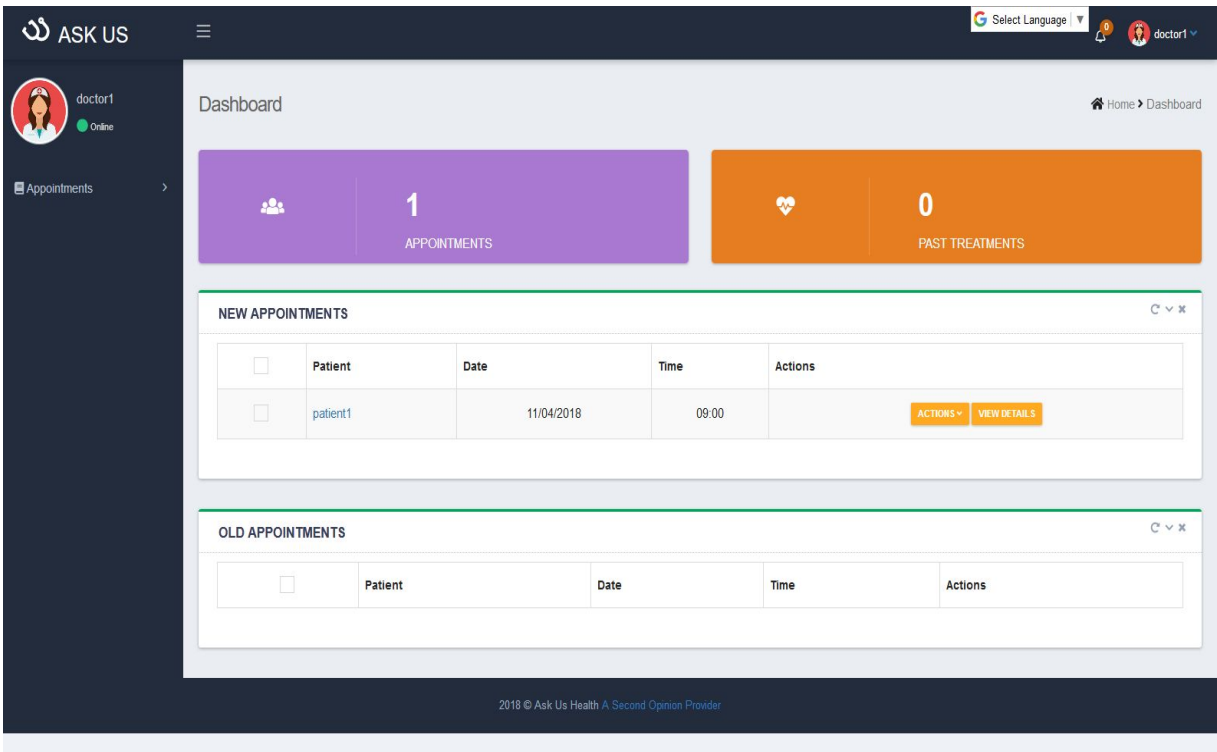 ASK US
Select Language ▼
0
doctor1
doctor1
Online
Appointments
Dashboard
Home > Dashboard
1
APPOINTMENTS
0
PAST TREATMENTS
NEW APPOINTMENTS
Patient Date Time Actions
patient1 11/04/2018 09:00 ACTIONS VIEW DETAILS
OLD APPOINTMENTS
Patient Date Time Actions
2018 © Ask Us Health A Second Opinion Provider